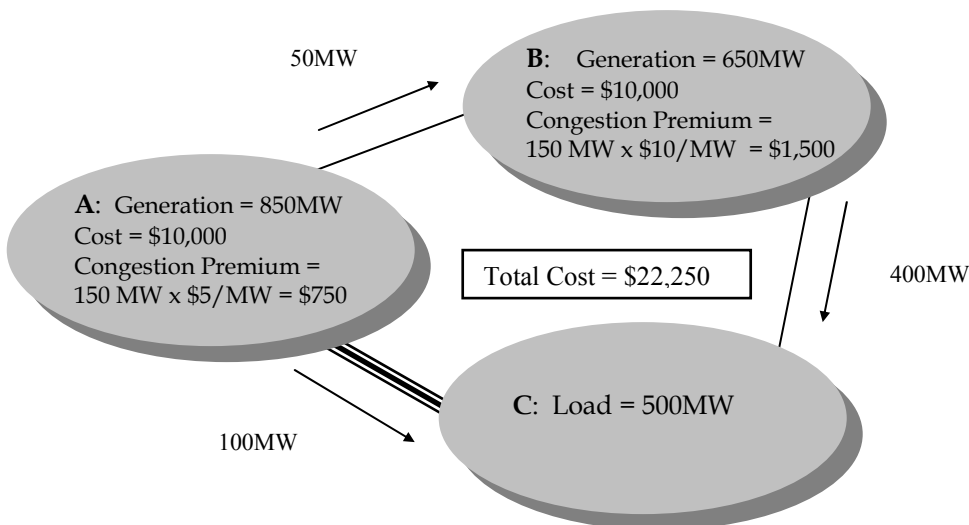 50MW
B: Generation = 650MW
Cost = $10,000
Congestion Premium =
150 MW x $10/MW = $1,500
A: Generation = 850MW
Cost = $10,000
Congestion Premium =
150 MW x $5/MW = $750
Total Cost = $22,250
400MW
C: Load = 500MW
100MW